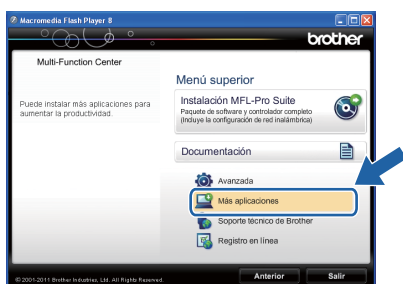 Macromedia Flash Player 8
brother
Multi-Function Center
Puede instalar más aplicaciones para
aumentar la productividad.
Menú superior
Instalación MFL-Pro Suite
Paquete de software y controlador completo
(Incluye la configuración de red inalámbrica)
Documentación
Avanzada
Más aplicaciones
Soporte técnico de Brother
Registro en línea
© 2001-2011 Brother Industries, Ltd. All Rights Reserved.
Anterior
Salir